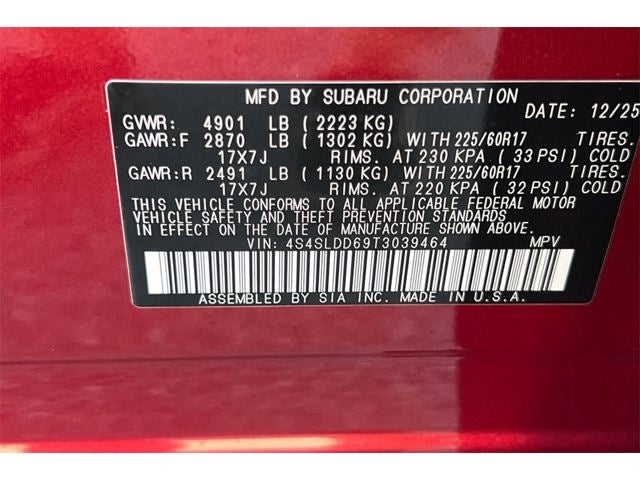 MFD BY SUBARU CORPORATION DATE: 12/25
GVWR: 4901 LB (2223 KG)
GAWR:F 2870 LB (1302 KG) WITH 225/60R17 TIRES.
17X7J RIMS. AT 230 KPA (33 PSI) COLD
GAWR:R 2491 LB (1130 KG) WITH 225/60R17 TIRES.
17X7J RIMS. AT 220 KPA (32 PSI) COLD
THIS VEHICLE CONFORMS TO ALL APPLICABLE FEDERAL MOTOR
VEHICLE SAFETY AND THEFT PREVENTION STANDARDS
IN EFFECT ON THE DATE OF MANUFACTURE SHOWN ABOVE.
VIN: 4S4SLDD69T3039464 MPV
ASSEMBLED BY SIA INC. MADE IN U.S.A.